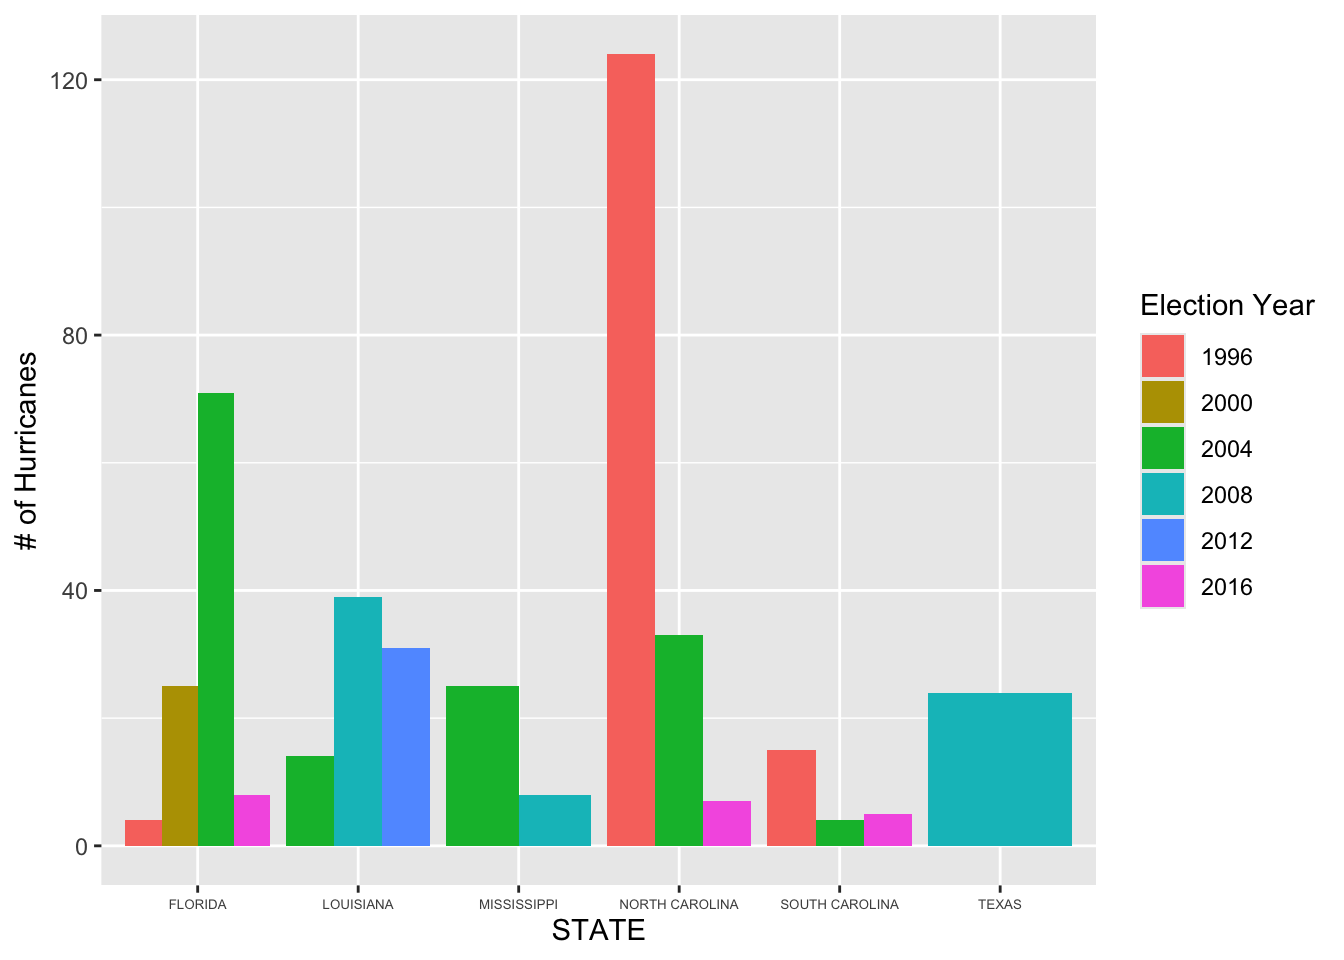 120
80
40
0
# of Hurricanes
FLORIDA LOUISIANA MISSISSIPPI NORTH CAROLINA SOUTH CAROLINA TEXAS
STATE
Election Year
1996
2000
2004
2008
2012
2016